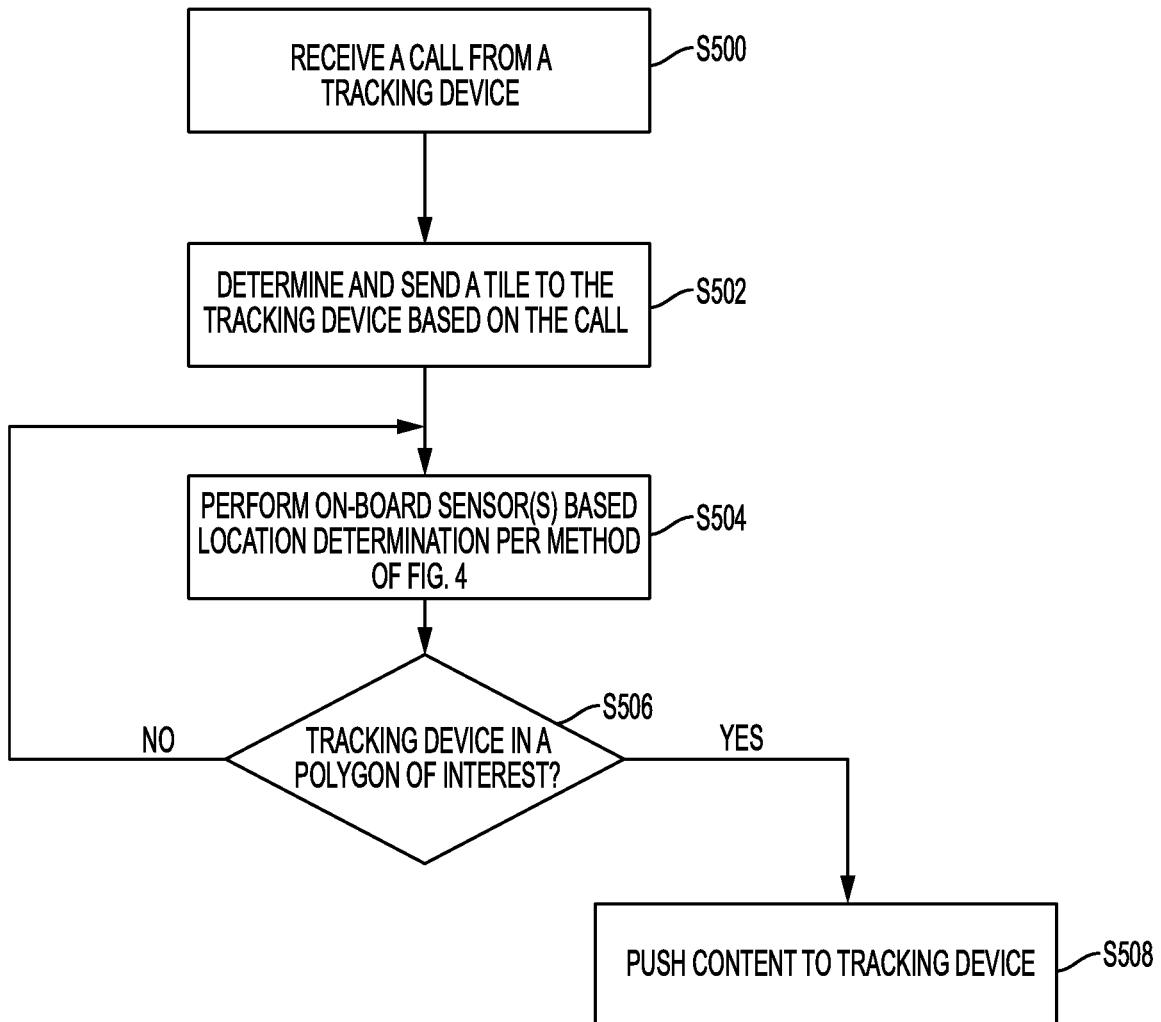 RECEIVE A CALL FROM A
TRACKING DEVICE
S500
DETERMINE AND SEND A TILE TO THE
TRACKING DEVICE BASED ON THE CALL
S502
PERFORM ON-BOARD SENSOR(S) BASED
LOCATION DETERMINATION PER METHOD
OF FIG. 4
S504
S506
NO
TRACKING DEVICE IN A
POLYGON OF INTEREST?
YES
PUSH CONTENT TO TRACKING DEVICE
S508